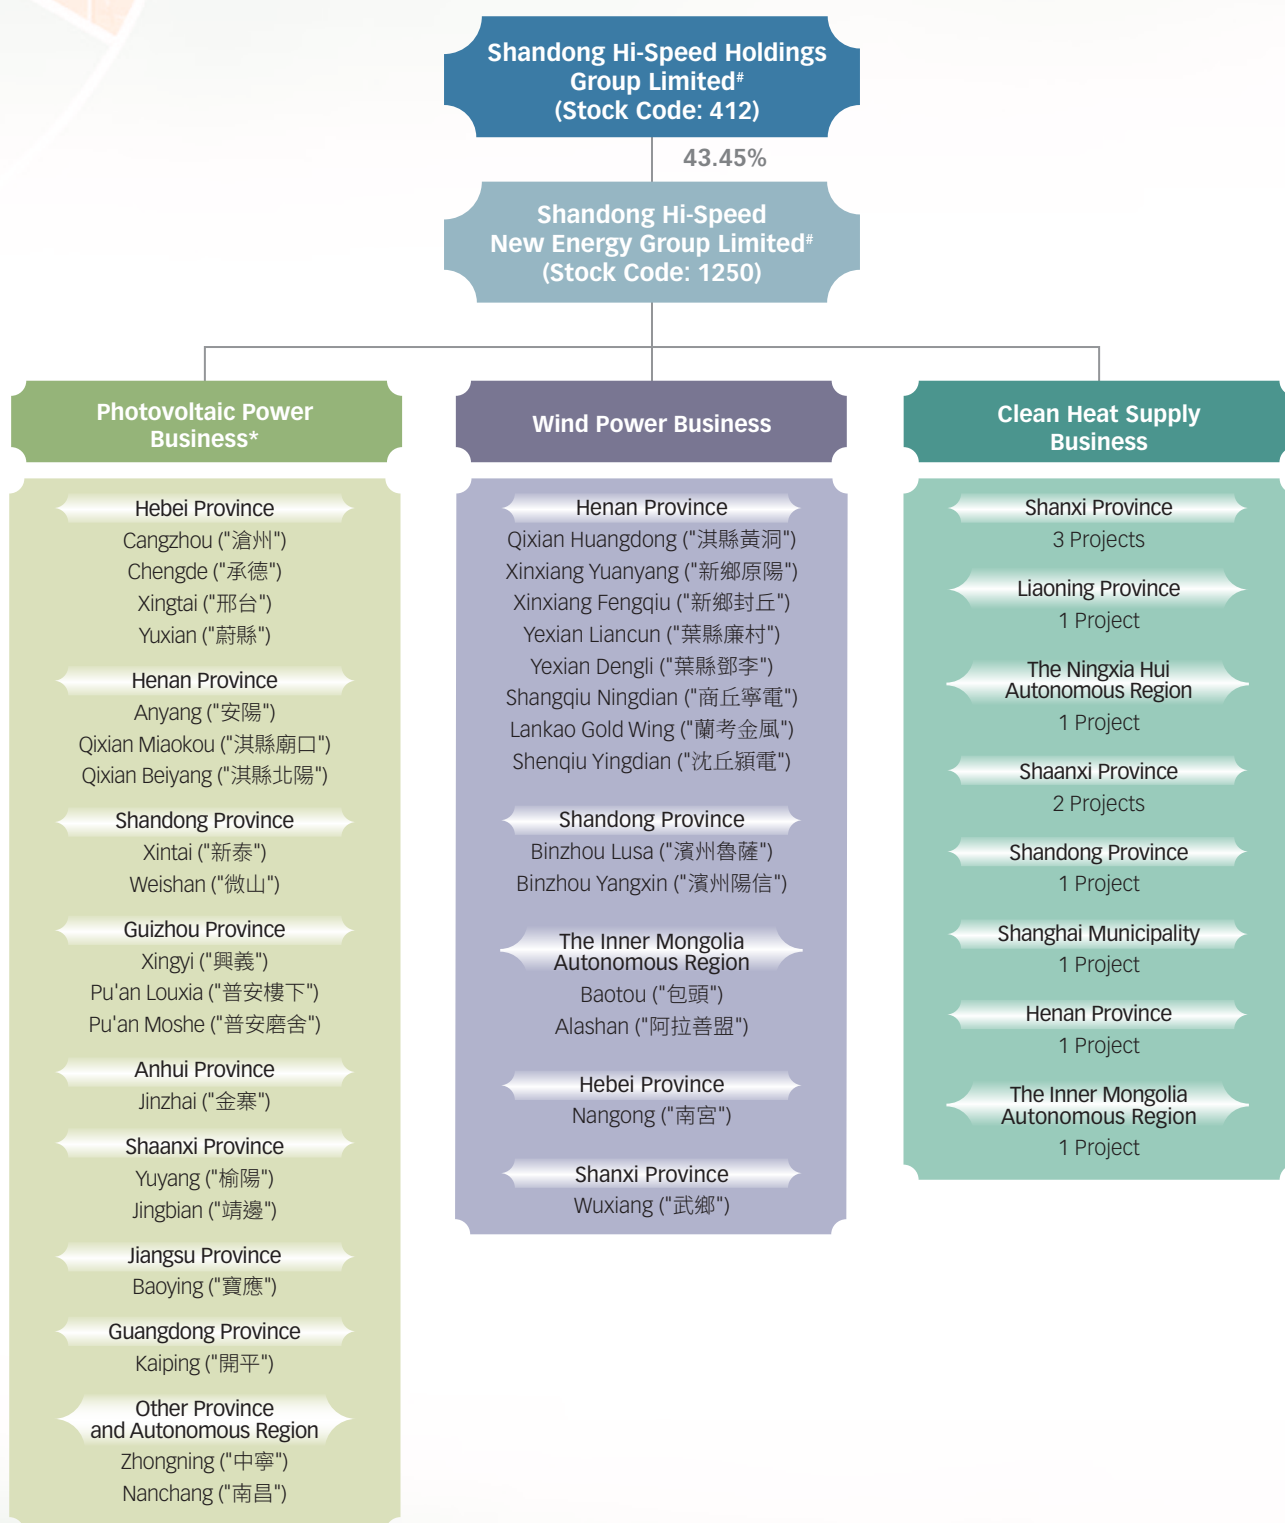 Shandong Hi-Speed Holdings
Group Limited#
(Stock Code: 412)
43.45%
Shandong Hi-Speed
New Energy Group Limited#
(Stock Code: 1250)
Photovoltaic Power
Business*
Hebei Province
Cangzhou ("滄州")
Chengde ("承德")
Xingtai ("邢台")
Yuxian ("蔚縣")
Henan Province
Anyang ("安陽")
Qixian Miaokou ("淇縣廟口")
Qixian Beiyang ("淇縣北陽")
Shandong Province
Xintai ("新泰")
Weishan ("微山")
Guizhou Province
Xingyi ("興義")
Pu'an Louxia ("普安樓下")
Pu'an Moshe ("普安磨舍")
Anhui Province
Jinzhai ("金寨")
Shaanxi Province
Yuyang ("榆陽")
Jingbian ("靖邊")
Jiangsu Province
Baoying ("寶應")
Guangdong Province
Kaiping ("開平")
Other Province
and Autonomous Region
Zhongning ("中寧")
Nanchang ("南昌")
Wind Power Business
Henan Province
Qixian Huangdong ("淇縣黃洞")
Xinxiang Yuanyang ("新鄉原陽")
Xinxiang Fengqiu ("新鄉封丘")
Yexian Liancun ("葉縣廉村")
Yexian Dengli ("葉縣鄧李")
Shangqiu Ningdian ("商丘寧電")
Lankao Gold Wing ("蘭考金風")
Shenqiu Yingdian ("沈丘潁電")
Shandong Province
Binzhou Lusa ("濱州魯薩")
Binzhou Yangxin ("濱州陽信")
The Inner Mongolia
Autonomous Region
Baotou ("包頭")
Alashan ("阿拉善盟")
Hebei Province
Nangong ("南宮")
Shanxi Province
Wuxiang ("武鄉")
Clean Heat Supply
Business
Shanxi Province
3 Projects
Liaoning Province
1 Project
The Ningxia Hui
Autonomous Region
1 Project
Shaanxi Province
2 Projects
Shandong Province
1 Project
Shanghai Municipality
1 Project
Henan Province
1 Project
The Inner Mongolia
Autonomous Region
1 Project